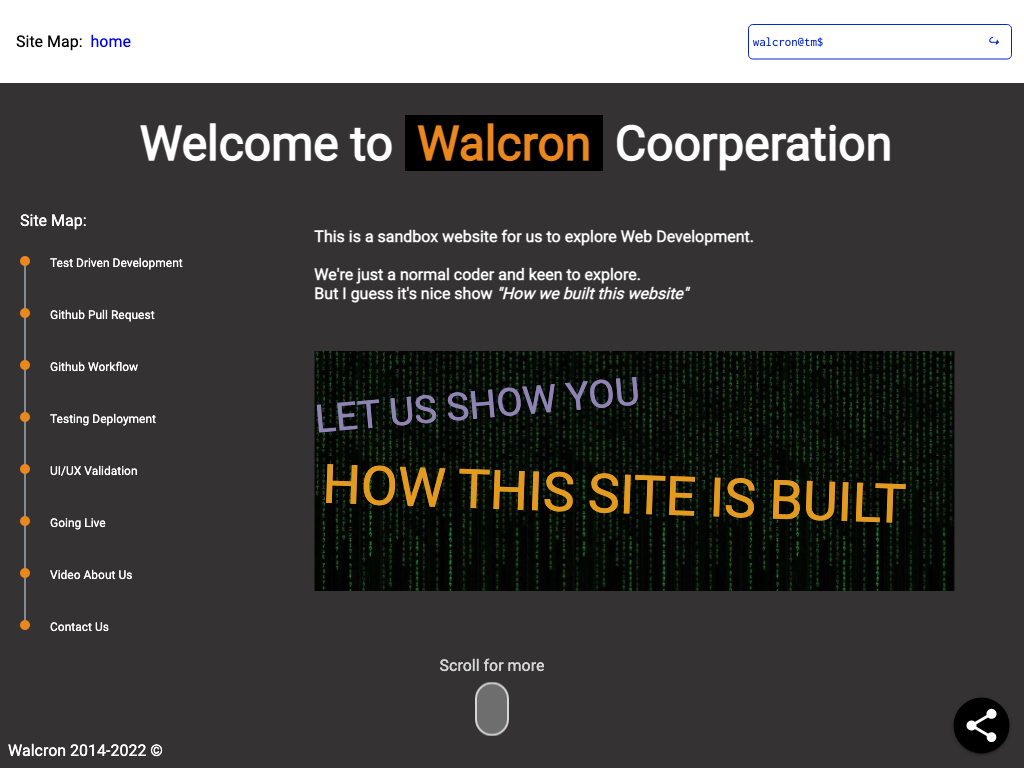 Site Map: home
walcron@tm$
Welcome to Walcron Coorperation
Site Map:
Test Driven Development
Github Pull Request
Github Workflow
Testing Deployment
UI/UX Validation
Going Live
Video About Us
Contact Us
This is a sandbox website for us to explore Web Development.
We're just a normal coder and keen to explore.
But I guess it's nice show "How we built this website"
LET US SHOW YOU
HOW THIS SITE IS BUILT
Scroll for more
Walcron 2014-2022 ©